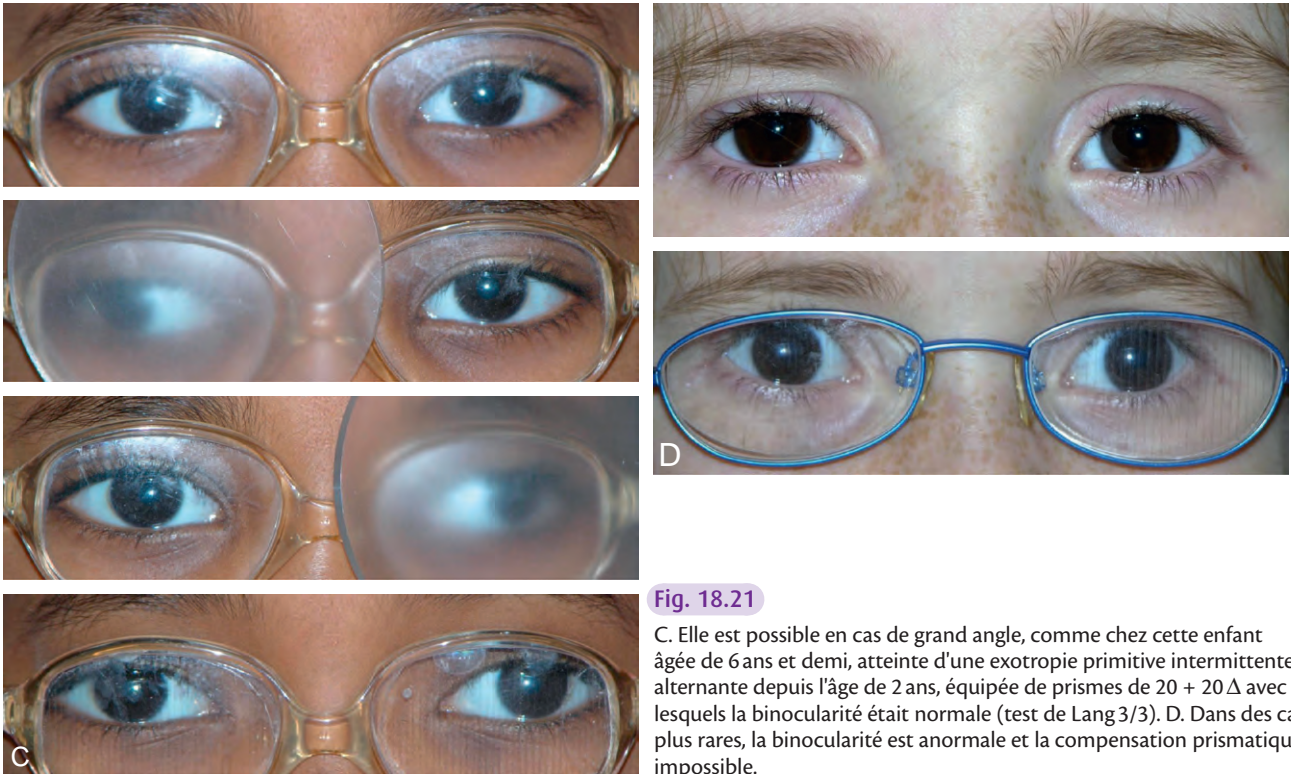 C
D
Fig. 18.21
C. Elle est possible en cas de grand angle, comme chez cette enfant
âgée de 6 ans et demi, atteinte d'une exotropie primitive intermittente
alternante depuis l'âge de 2 ans, équipée de prismes de 20 + 20 Δ avec
lesquels la binocularité était normale (test de Lang 3/3). D. Dans des ca
plus rares, la binocularité est anormale et la compensation prismatiqu
impossible.